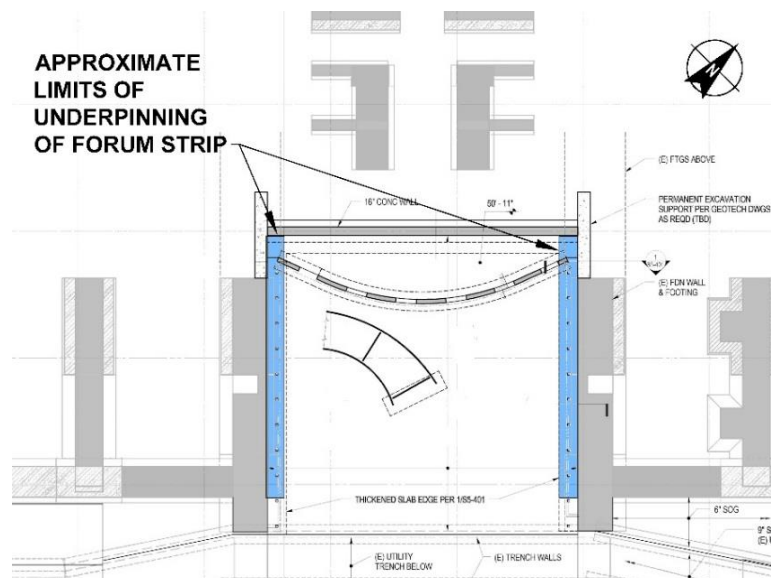 APPROXIMATE
LIMITS OF
UNDERPINNING
OF FORUM STRIP
N
(E) FTGS ABOVE
16" CONC WALL
PERMANENT EXCAVATION
SUPPORT PER GEOTECH DWGS
AS REQD (TBD)
1
(E) FDN WALL
& FOOTING
THICKENED SLAB EDGE PER 1/S5-401
6" SOG
(E) UTILITY
TRENCH BELOW
(E) TRENCH WALLS